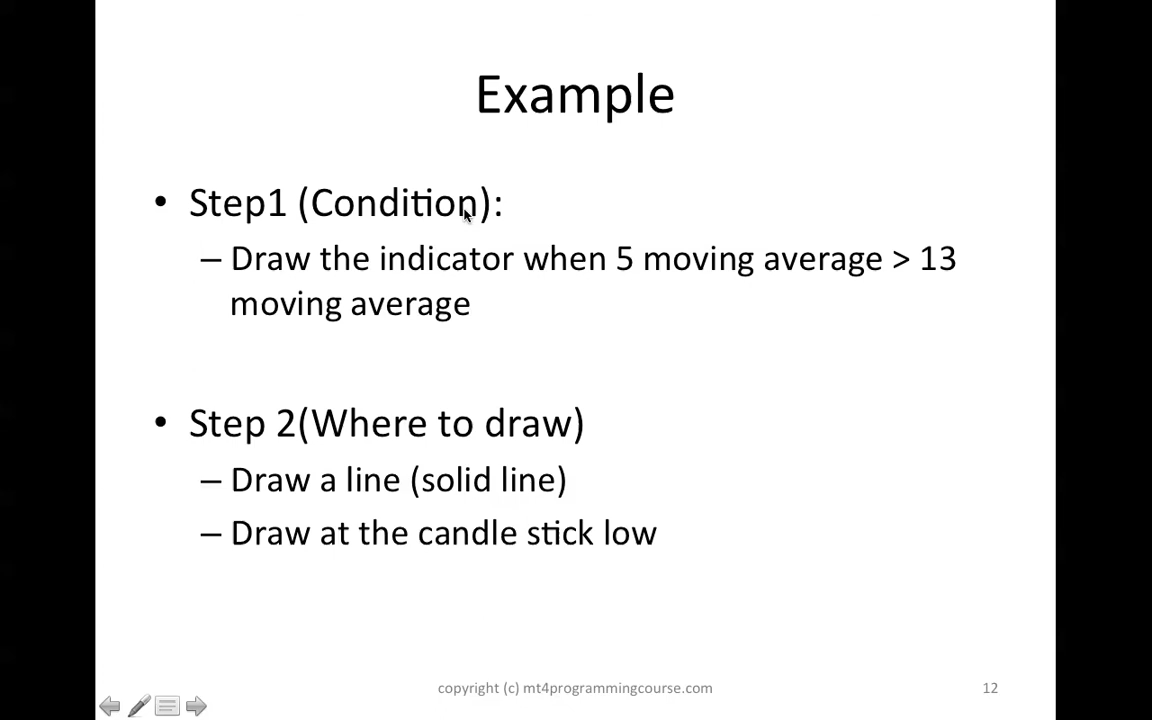 Example
• Step1 (Condition):
– Draw the indicator when 5 moving average > 13
moving average
• Step 2(Where to draw)
– Draw a line (solid line)
– Draw at the candle stick low
copyright (c) mt4programmingcourse.com
12